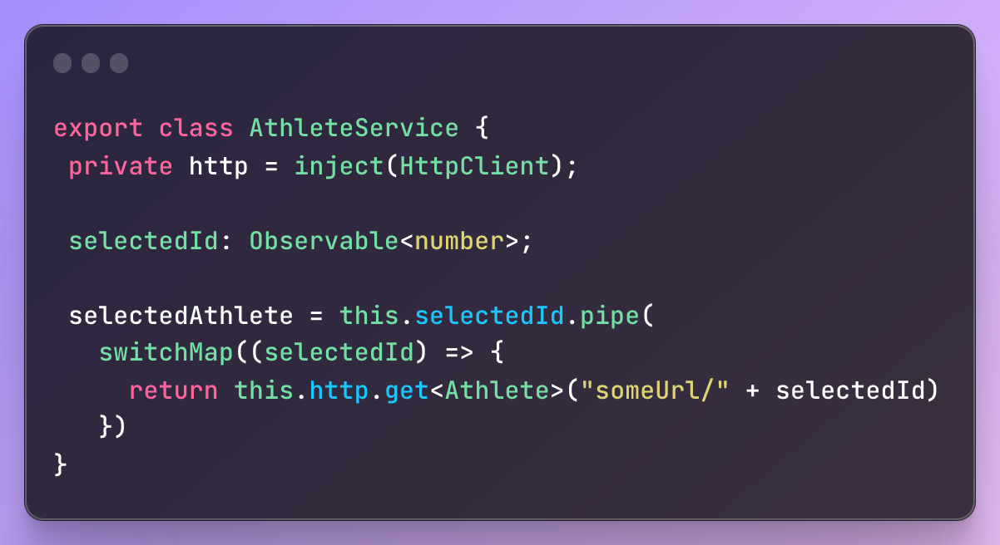 export class AthleteService {
 private http = inject(HttpClient);

 selectedId: Observable<number>;

 selectedAthlete = this.selectedId.pipe(
   switchMap((selectedId) => {
     return this.http.get<Athlete>("someUrl/" + selectedId)
   })
}